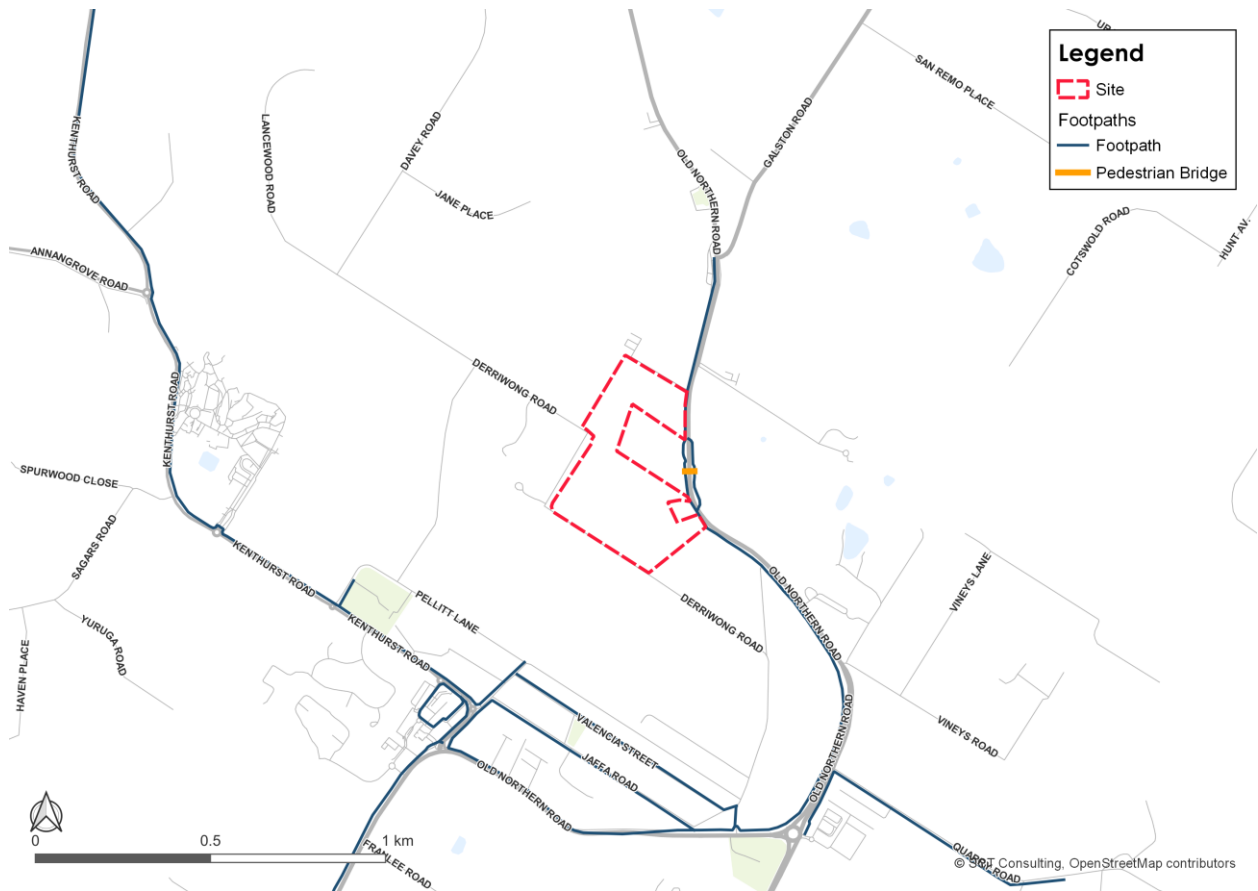 Legend
Site
Footpaths
Footpath
Pedestrian Bridge
SAN REMO PLACE
KENTHURST ROAD
LANCEWOOD ROAD
DAVEY ROAD
GALSTON ROAD
OLD NORTHERN ROAD
JANE PLACE
COTSWOLD ROAD
HUNT AV.
ANNANGROVE ROAD
DERRIWONG ROAD
KENTHURST ROAD
SPURWOOD CLOSE
SAGARS ROAD
KENTHURST ROAD
VINEYS LANE
OLD NORTHERN ROAD
PELLITT LANE
DERRIWONG ROAD
YURUGA ROAD
HAVEN PLACE
KENTHURST ROAD
VALENCIA STREET
JAFFA ROAD
VINEYS ROAD
OLD NORTHERN ROAD
OLD NORTHERN ROAD
QUARRY ROAD
FRANLEE ROAD
0 0.5 1 km
Consulting, OpenStreetMap contributors